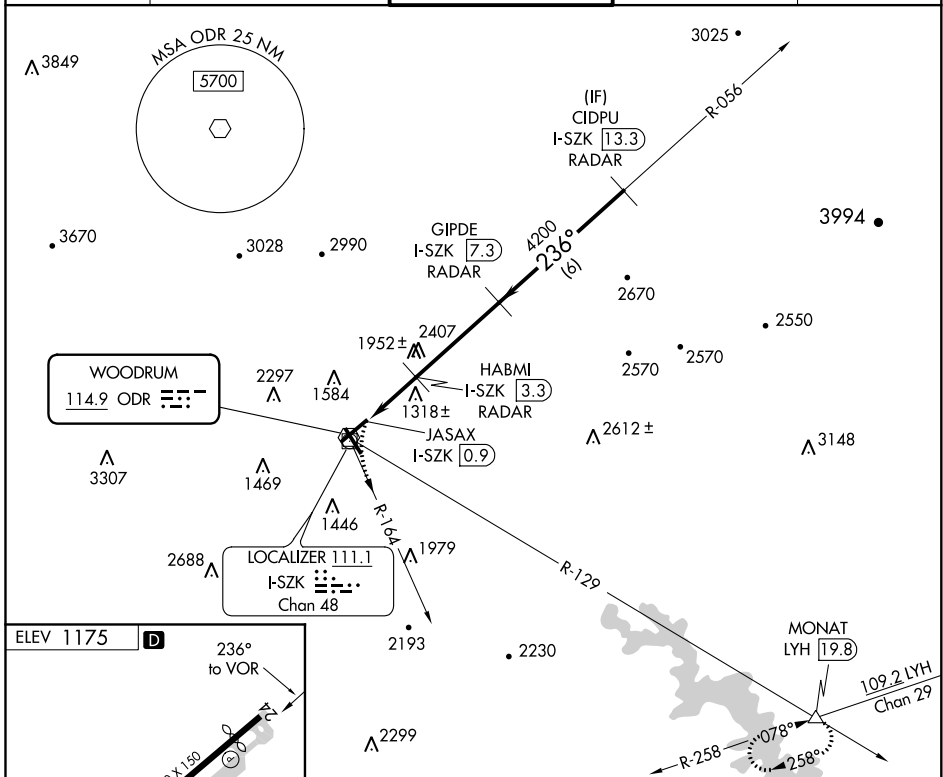 3849
MSA ODR 25 NM
5700
3025
R-056
(IF)
CIDPU
I-SZK 13.3
RADAR
3994
3670
3028
2990
GIPDE
I-SZK 7.3
RADAR
4200
236°
(6)
2670
2550
2570
2570
1952±
2407
WOODRUM
114.9 ODR
2297
1584
HABMI
I-SZK 3.3
RADAR
1318±
JASAX
I-SZK 0.9
2612±
3148
3307
1469
1446
R-164
R-129
LOCALIZER 111.1
I-SZK
Chan 48
2688
1979
2193
2230
MONAT
LYH 19.8
109.2 LYH
Chan 29
R-258
078°
258°
ELEV 1175
D
236°
to VOR
24
X 150
P
2299